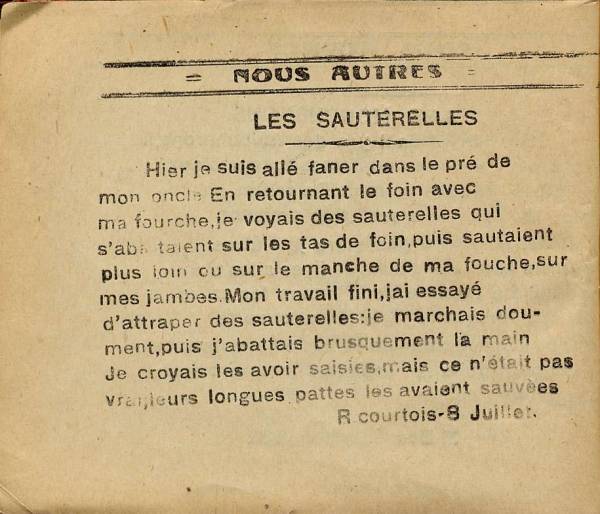 = NOUS AUTRES =
LES SAUTERELLES
Hier je suis allé faner dans le pré de
mon oncle En retournant le foin avec
ma fourche,je voyais des sauterelles qui
s'abattaient sur les tas de foin,puis sautaient
plus loin ou sur le manche de ma fouche,sur
mes jambes.Mon travail fini,jai essayé
d'attraper des sauterelles:je marchais dou-
ment,puis j'abattais brusquement la main
Je croyais les avoir saisies,mais ce n'était pas
vrai,leurs longues pattes les avaient sauvées
R courtois-8 Juillet.